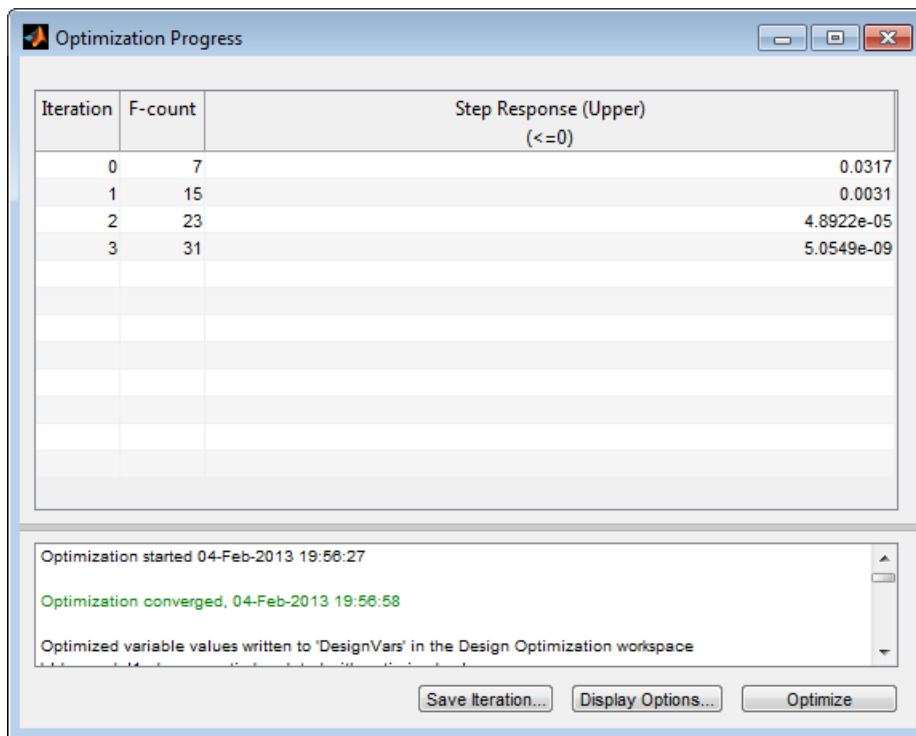 Optimization Progress
Iteration F-count Step Response (Upper)
(<=0)
0 7 0.0317
1 15 0.0031
2 23 4.8922e-05
3 31 5.0549e-09
Optimization started 04-Feb-2013 19:56:27
Optimization converged, 04-Feb-2013 19:56:58
Optimized variable values written to 'DesignVars' in the Design Optimization workspace
Save Iteration... Display Options... Optimize